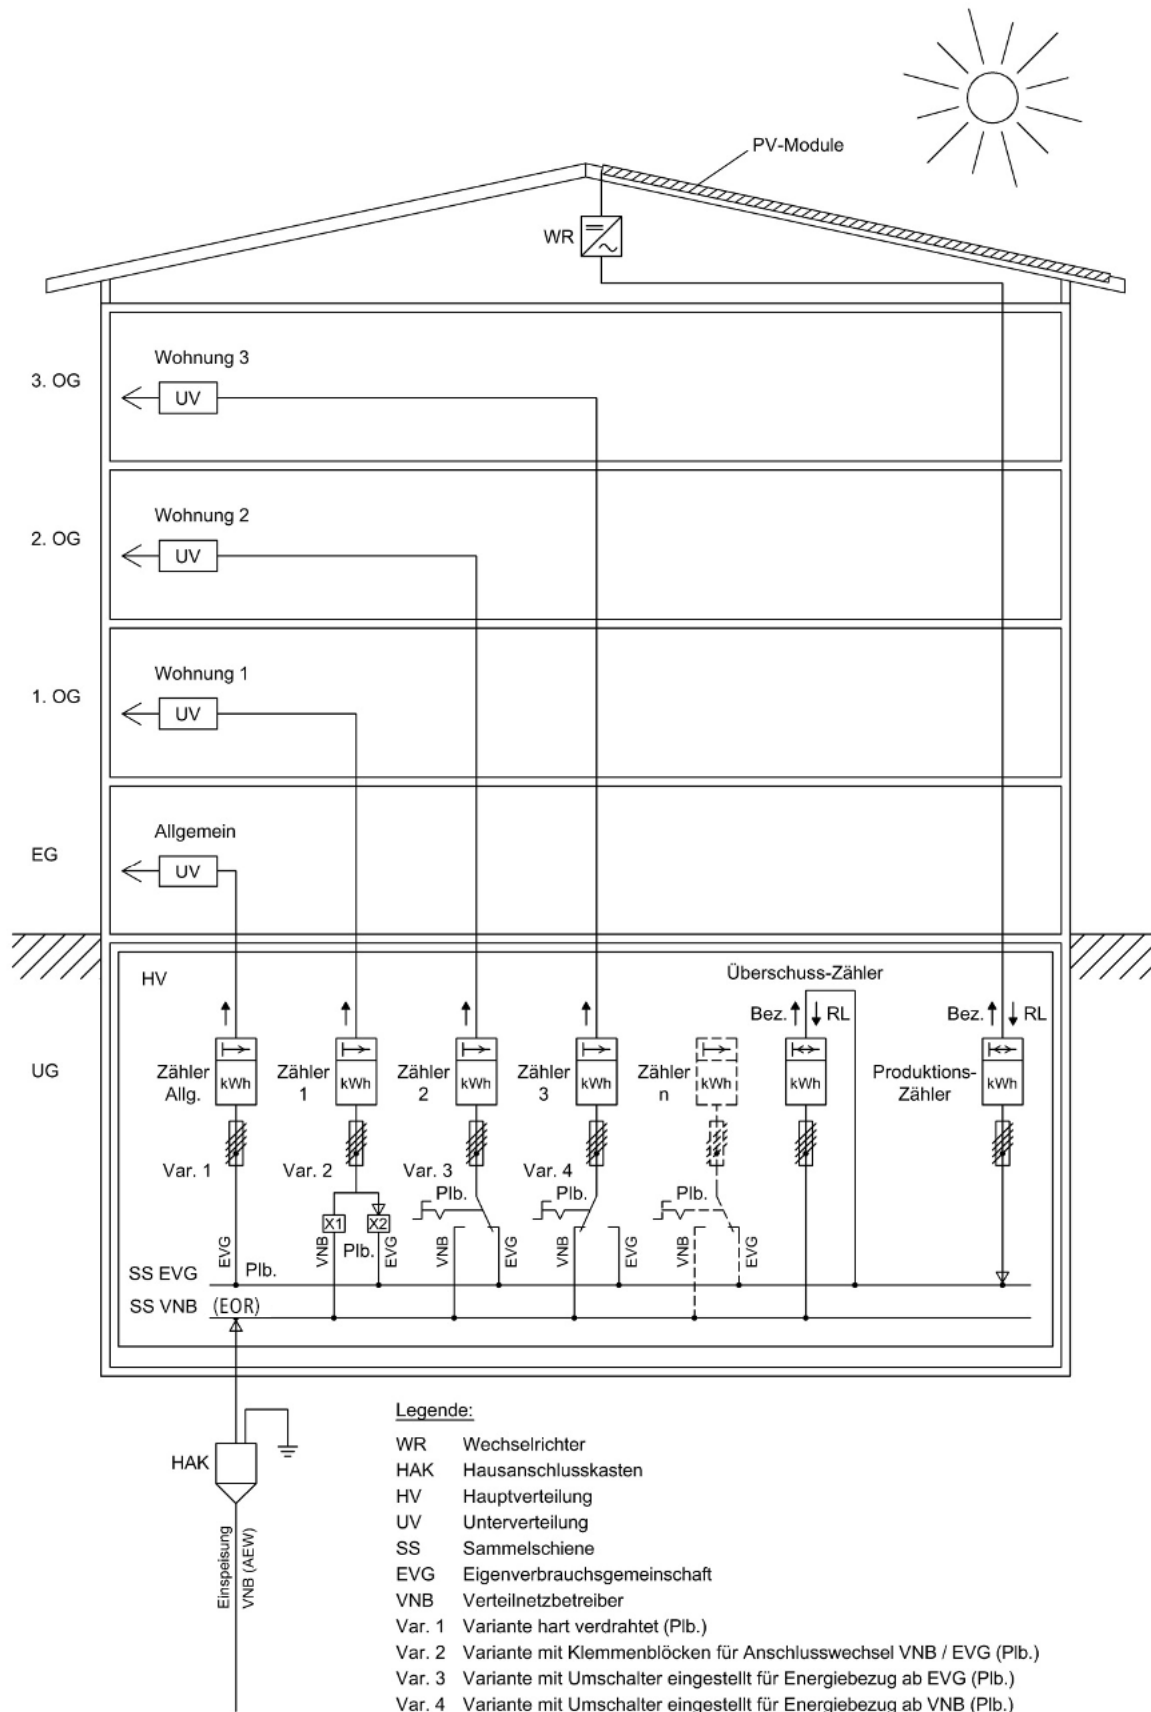 PV-Module
WR
Wohnung 3
3. OG
UV
Wohnung 2
2. OG
UV
Wohnung 1
1. OG
UV
Allgemein
EG
UV
HV
Überschuss-Zähler
Bez. RL
Bez. RL
UG
Zähler Allg.
kWh
Zähler 1
kWh
Zähler 2
kWh
Zähler 3
kWh
Zähler n
kWh
kWh
Produktions-
Zähler
kWh
Var. 1
Var. 2
Var. 3
Var. 4
Plb.
Plb.
Plb.
X1
X2
EVG
Plb.
VNB
Plb.
EVG
VNB
EVG
VNB
EVG
VNB
EVG
SS EVG
SS VNB (EOR)
HAK
Einspeisung
VNB (AEW)
Legende:
WR Wechselrichter
HAK Hausanschlusskasten
HV Hauptverteilung
UV Unterverteilung
SS Sammelschiene
EVG Eigenverbrauchsgemeinschaft
VNB Verteilnetzbetreiber
Var. 1 Variante hart verdrahtet (Plb.)
Var. 2 Variante mit Klemmenblöcken für Anschlusswechsel VNB / EVG (Plb.)
Var. 3 Variante mit Umschalter eingestellt für Energiebezug ab EVG (Plb.)
Var. 4 Variante mit Umschalter eingestellt für Energiebezug ab VNB (Plb.)